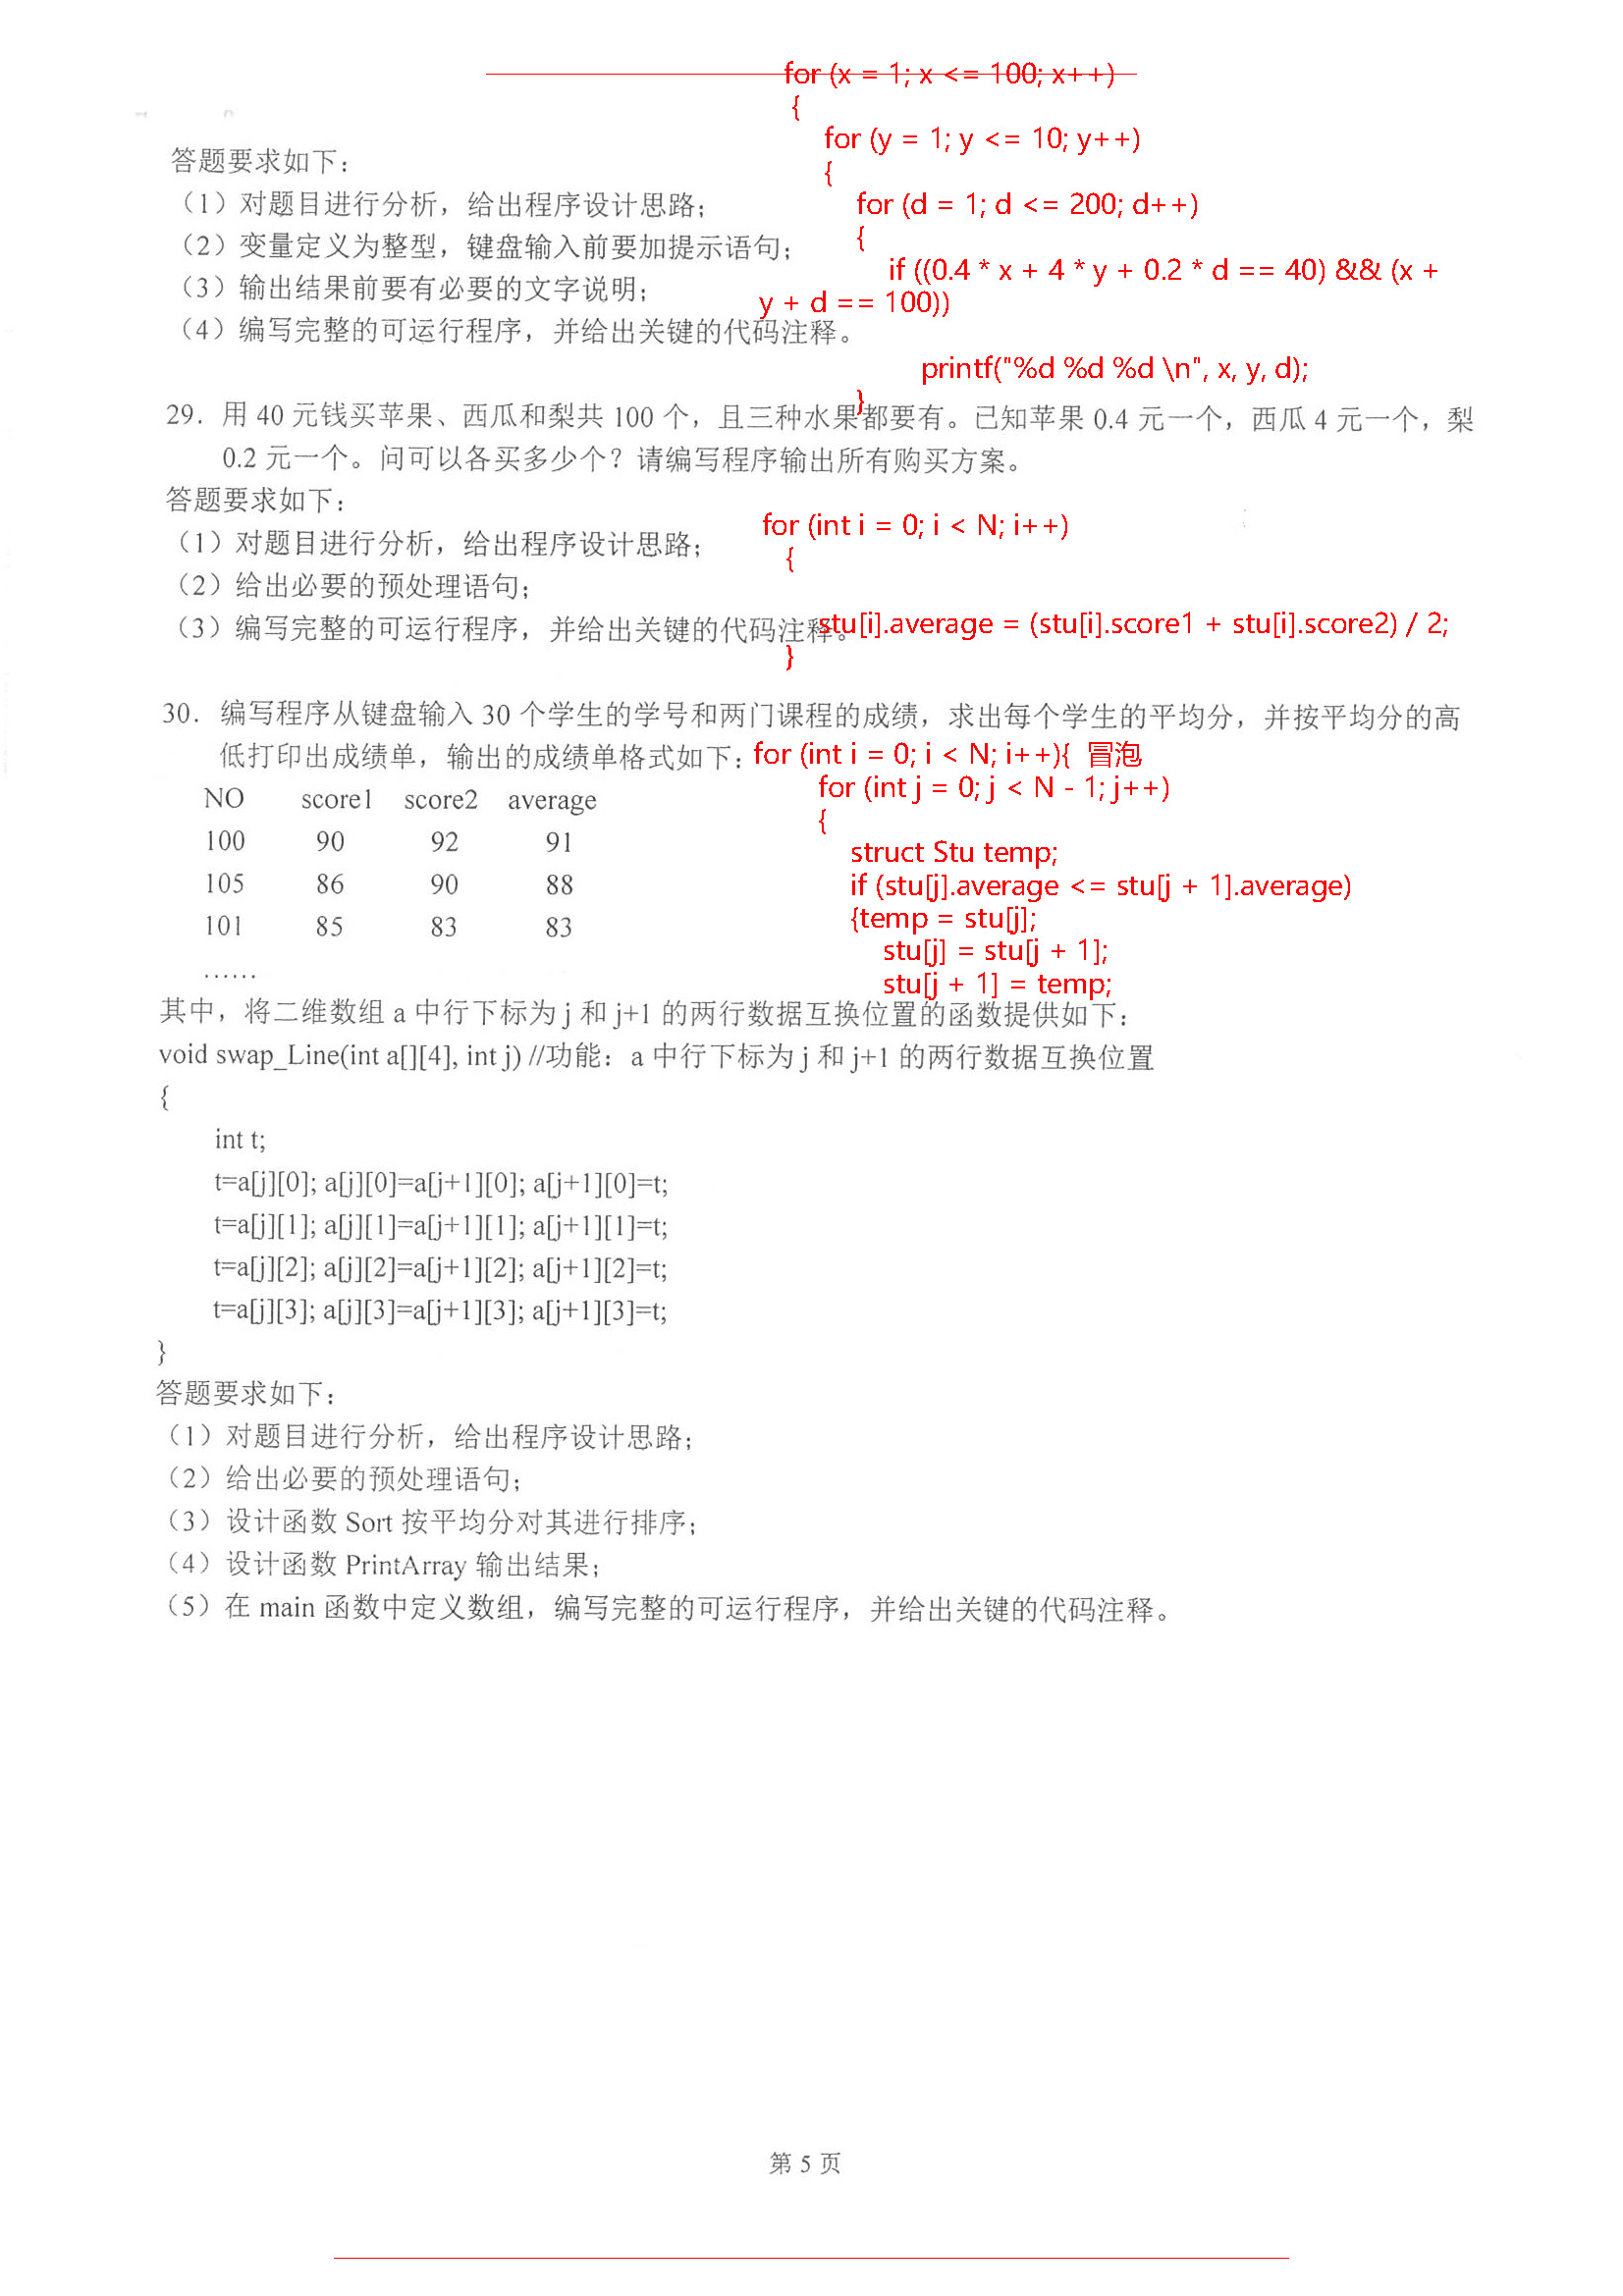 for (x = 1; x <= 100; x++)
{
for (y = 1; y <= 10; y++)
{
for (d = 1; d <= 200; d++)
{
if ((0.4 * x + 4 * y + 0.2 * d == 40) && (x +
y + d == 100))
printf("%d %d %d \n", x, y, d);
}
答题要求如下：
（1）对题目进行分析，给出程序设计思路；
（2）变量定义为整型，键盘输入前要加提示语句；
（3）输出结果前要有必要的文字说明；
（4）编写完整的可运行程序，并给出关键的代码注释。
29．用 40 元钱买苹果、西瓜和梨共 100 个，且三种水果都要有。已知苹果 0.4 元一个，西瓜 4 元一个，梨
0.2 元一个。问可以各买多少个？请编写程序输出所有购买方案。
答题要求如下：
（1）对题目进行分析，给出程序设计思路；
（2）给出必要的预处理语句；
（3）编写完整的可运行程序，并给出关键的代码注释。
for (int i = 0; i < N; i++)
{
stu[i].average = (stu[i].score1 + stu[i].score2) / 2;
}
30．编写程序从键盘输入 30 个学生的学号和两门课程的成绩，求出每个学生的平均分，并按平均分的高
低打印出成绩单，输出的成绩单格式如下：
NO score1 score2 average
100 90 92 91
105 86 90 88
101 85 83 83
……
for (int i = 0; i < N; i++){ 冒泡
for (int j = 0; j < N - 1; j++)
{
struct Stu temp;
if (stu[j].average <= stu[j + 1].average)
{temp = stu[j];
stu[j] = stu[j + 1];
stu[j + 1] = temp;
其中，将二维数组 a 中行下标为 j 和 j+1 的两行数据互换位置的函数提供如下：
void swap_Line(int a[][4], int j) //功能：a 中行下标为 j 和 j+1 的两行数据互换位置
{
int t;
t=a[j][0]; a[j][0]=a[j+1][0]; a[j+1][0]=t;
t=a[j][1]; a[j][1]=a[j+1][1]; a[j+1][1]=t;
t=a[j][2]; a[j][2]=a[j+1][2]; a[j+1][2]=t;
t=a[j][3]; a[j][3]=a[j+1][3]; a[j+1][3]=t;
}
答题要求如下：
（1）对题目进行分析，给出程序设计思路；
（2）给出必要的预处理语句；
（3）设计函数 Sort 按平均分对其进行排序；
（4）设计函数 PrintArray 输出结果；
（5）在 main 函数中定义数组，编写完整的可运行程序，并给出关键的代码注释。
第 5 页